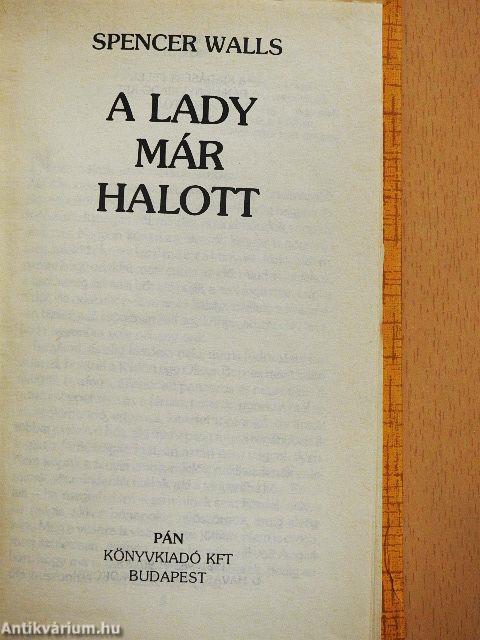 SPENCER WALLS
A LADY
MÁR
HALOTT
PÁN
KÖNYVKIADÓ KFT
BUDAPEST
Antikvárium.hu